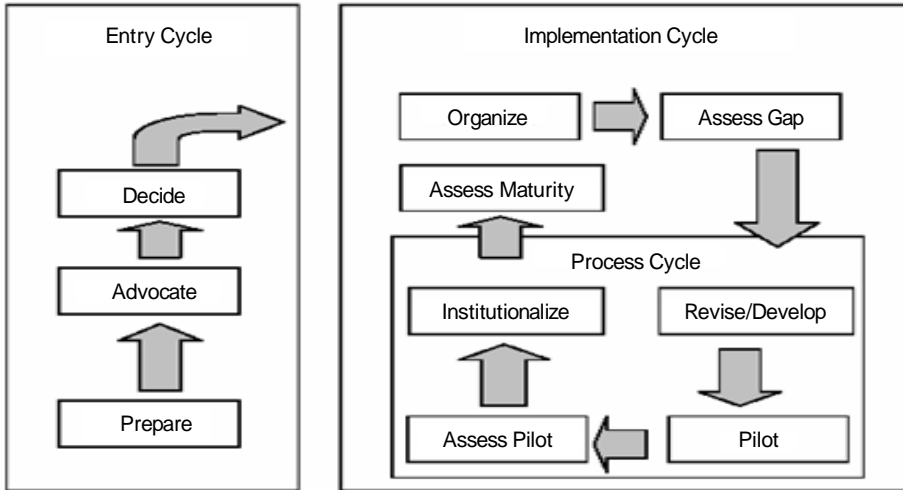 Entry Cycle
Decide
Advocate
Prepare
Implementation Cycle
Organize
Assess Gap
Assess Maturity
Process Cycle
Institutionalize
Revise/Develop
Assess Pilot
Pilot